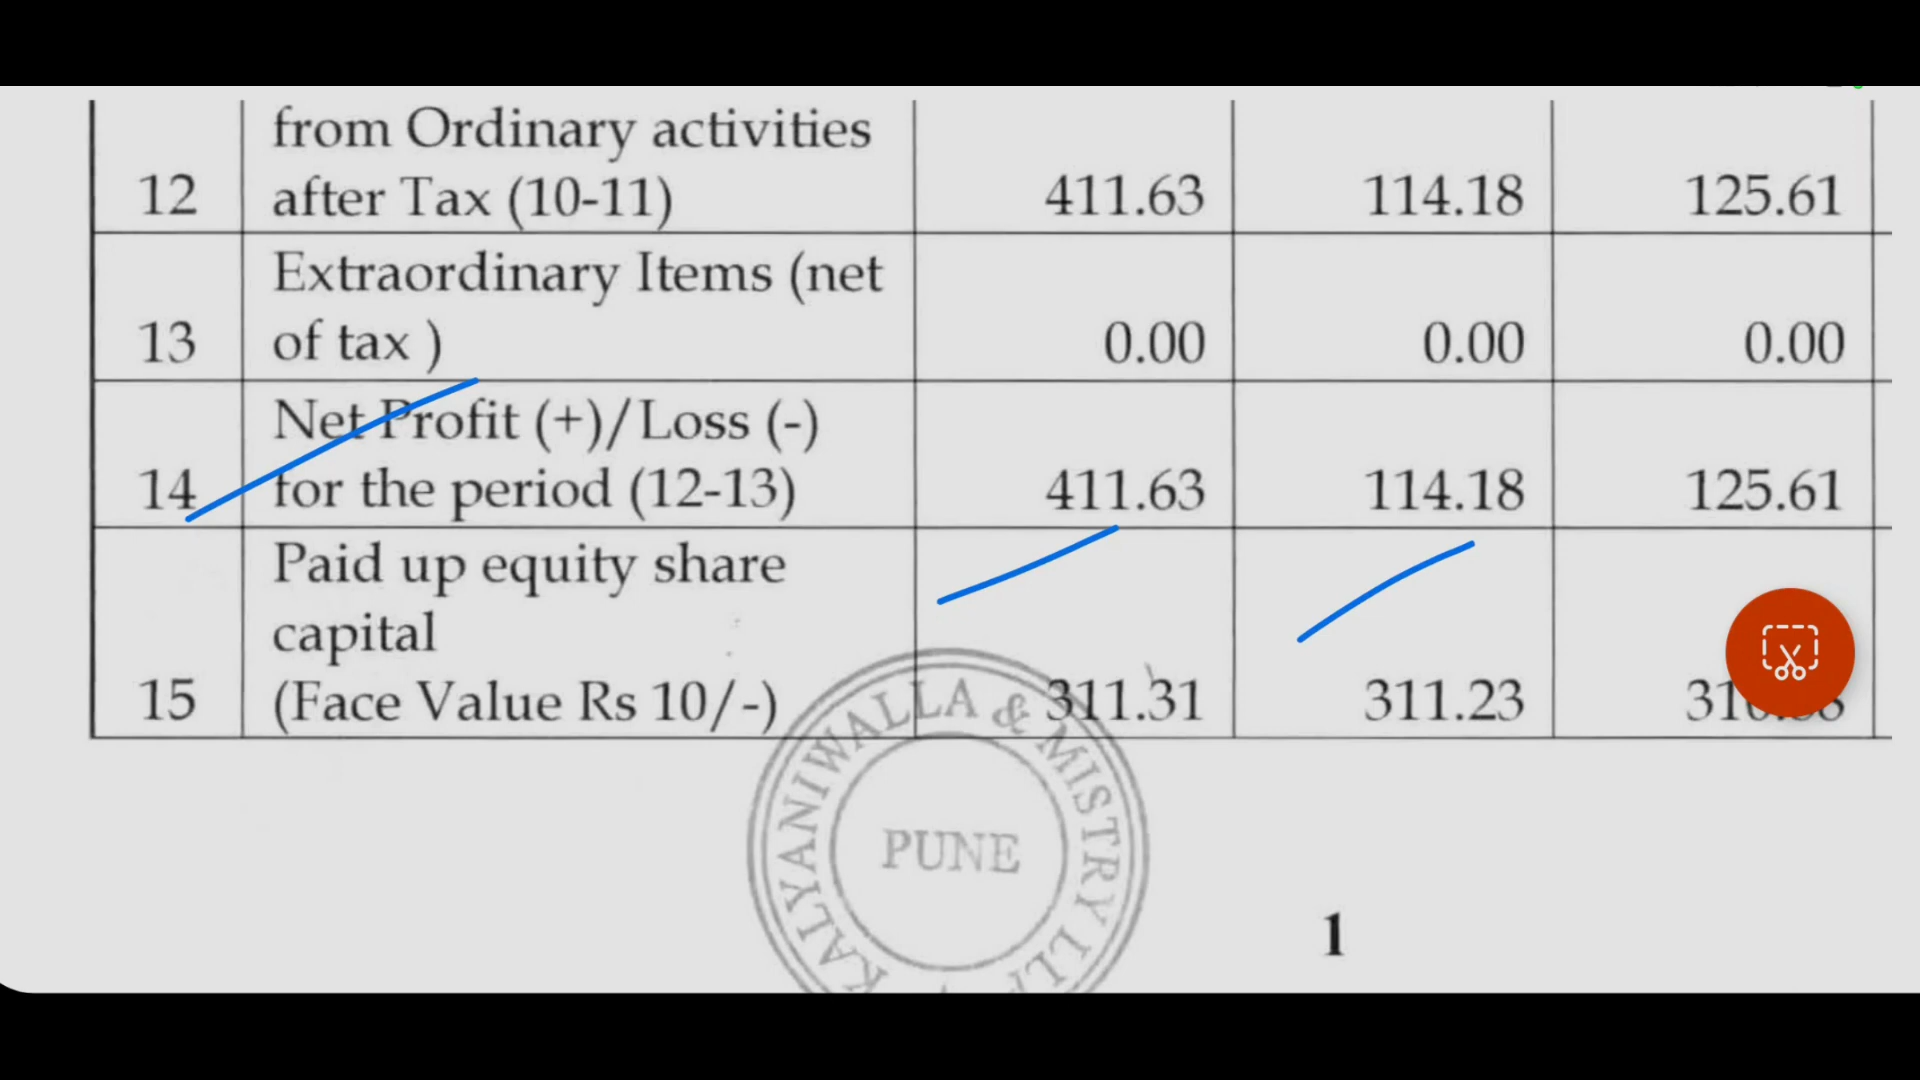 from Ordinary activities
12 after Tax (10-11) 411.63 114.18 125.61
Extraordinary Items (net
13 of tax ) 0.00 0.00 0.00
Net Profit (+)/Loss (-)
14 for the period (12-13) 411.63 114.18 125.61
Paid up equity share
capital
15 (Face Value Rs 10/-) 311.31 311.23
KALYANIWALLA & MISTRY LLP
PUNE
1